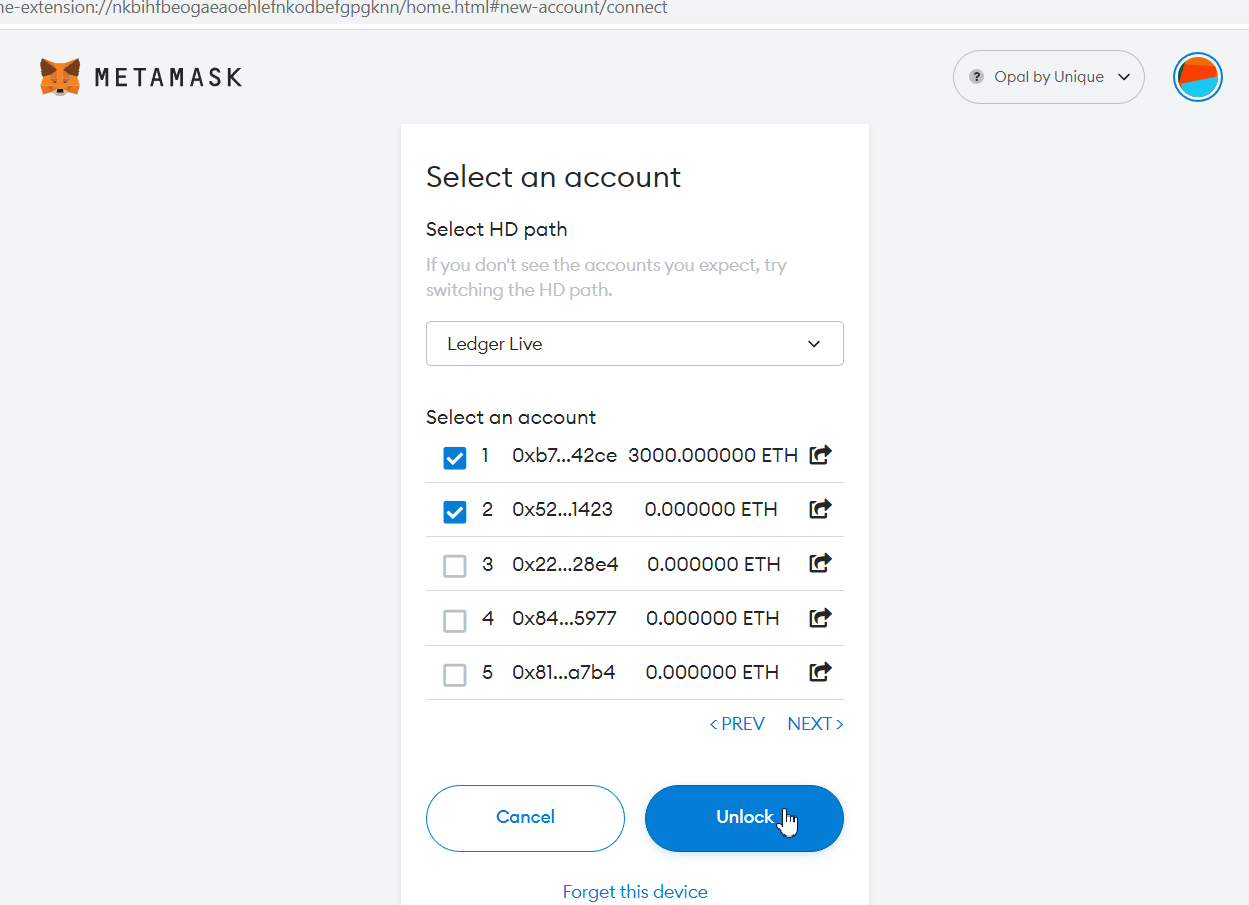 ne-extension://nkbihfbeogaeaoehlefnkodbefgpgknn/home.html#new-account/connect
METAMASK
? Opal by Unique
Select an account
Select HD path
If you don't see the accounts you expect, try
switching the HD path.
Ledger Live
Select an account
1 0xb7...42ce 3000.000000 ETH
2 0x52...1423 0.000000 ETH
3 0x22...28e4 0.000000 ETH
4 0x84...5977 0.000000 ETH
5 0x81...a7b4 0.000000 ETH
< PREV NEXT >
Cancel Unlock
Forget this device